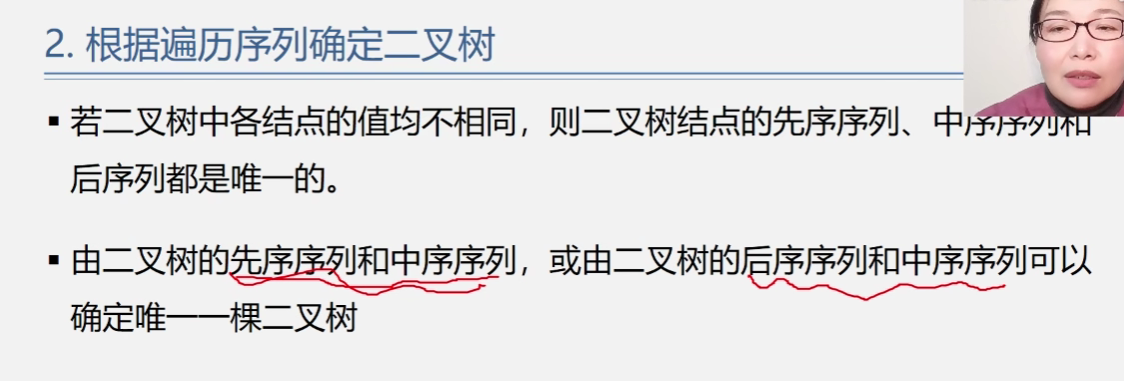 2. 根据遍历序列确定二叉树
▪ 若二叉树中各结点的值均不相同，则二叉树结点的先序序列、中序序列和
后序列都是唯一的。
▪ 由二叉树的先序序列和中序序列，或由二叉树的后序序列和中序序列可以
确定唯一一棵二叉树